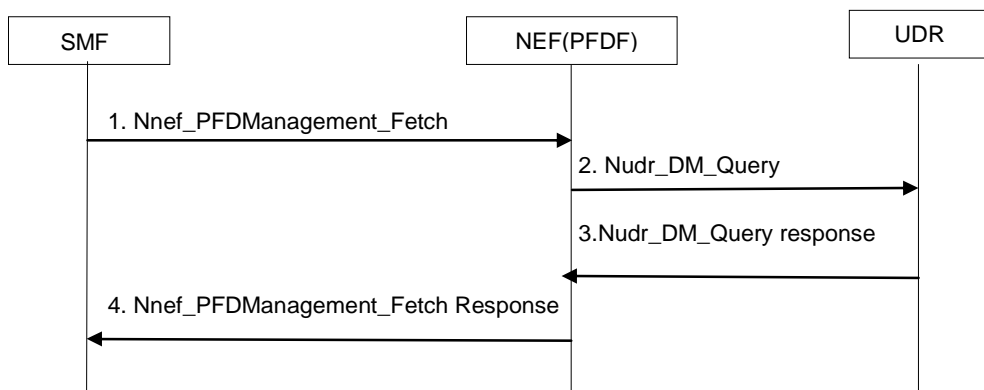 SMF
NEF(PFDF)
UDR
1. Nnef_PFDManagement_Fetch
2. Nudr_DM_Query
3.Nudr_DM_Query response
4. Nnef_PFDManagement_Fetch Response